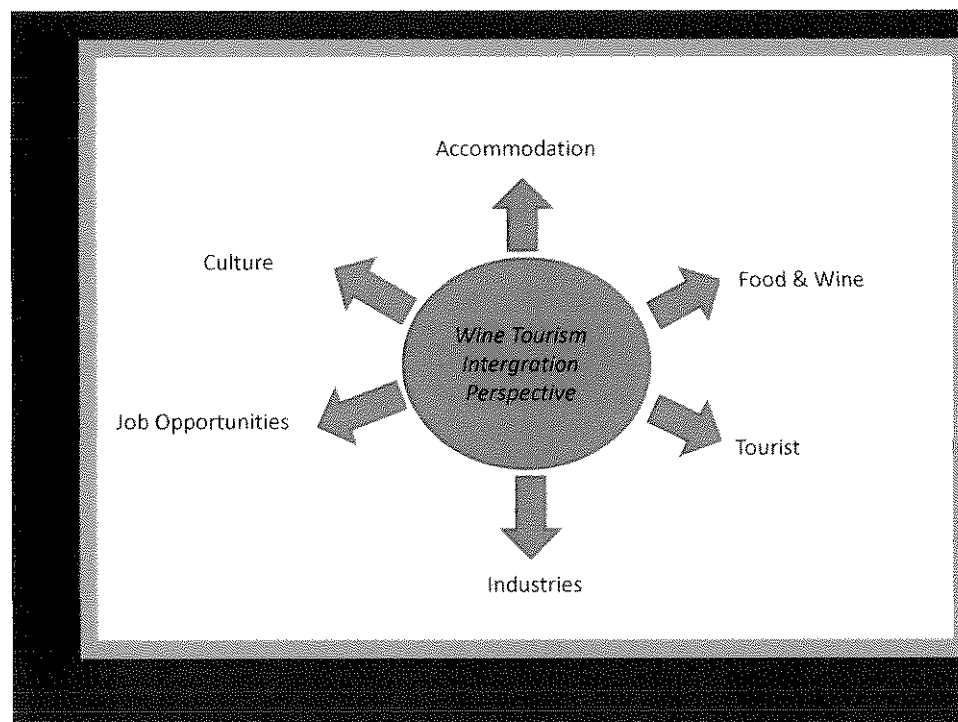 Accommodation
Culture
Food & Wine
Wine Tourism
Intergration
Perspective
Job Opportunities
Tourist
Industries